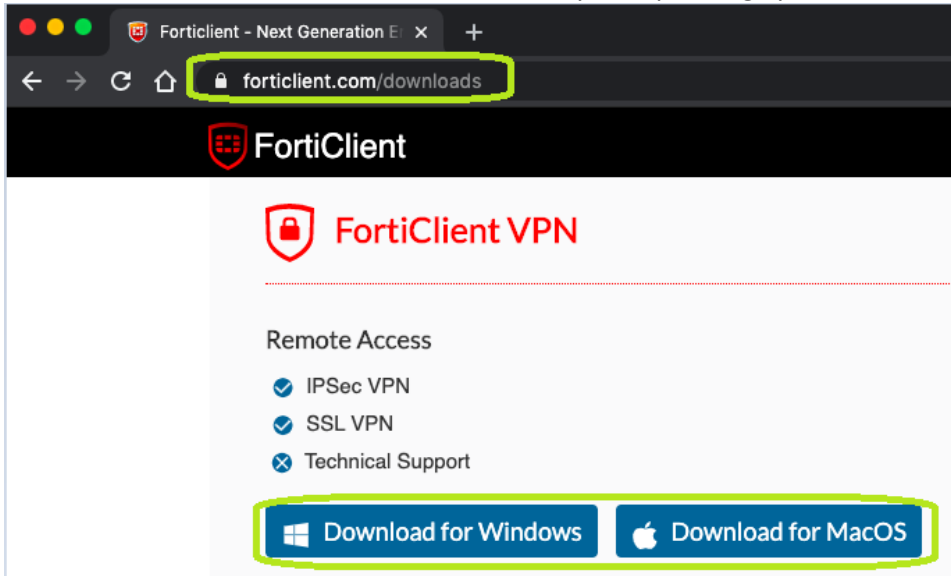 Forticlient - Next Generation E
forticlient.com/downloads
FortiClient
FortiClient VPN
Remote Access
IPSec VPN
SSL VPN
Technical Support
Download for Windows Download for MacOS